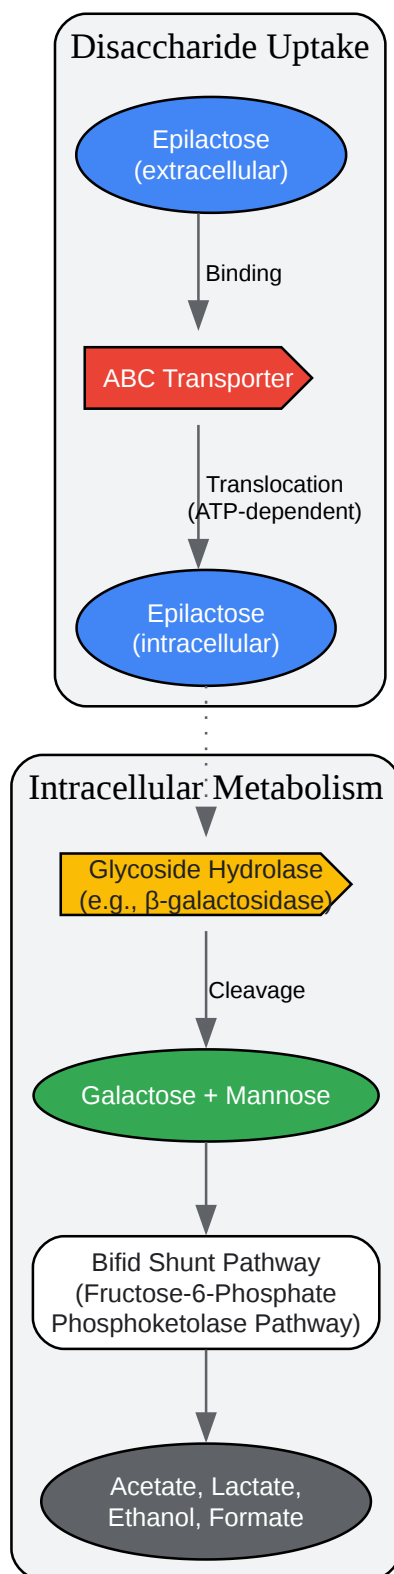 Disaccharide Uptake
Epilactose
(extracellular)
Binding
ABC Transporter
Translocation
(ATP-dependent)
Epilactose
(intracellular)
Intracellular Metabolism
Glycoside Hydrolase
(e.g., β-galactosidase)
Cleavage
Galactose + Mannose
Bifid Shunt Pathway
(Fructose-6-Phosphate
Phosphoketolase Pathway)
Acetate, Lactate,
Ethanol, Formate